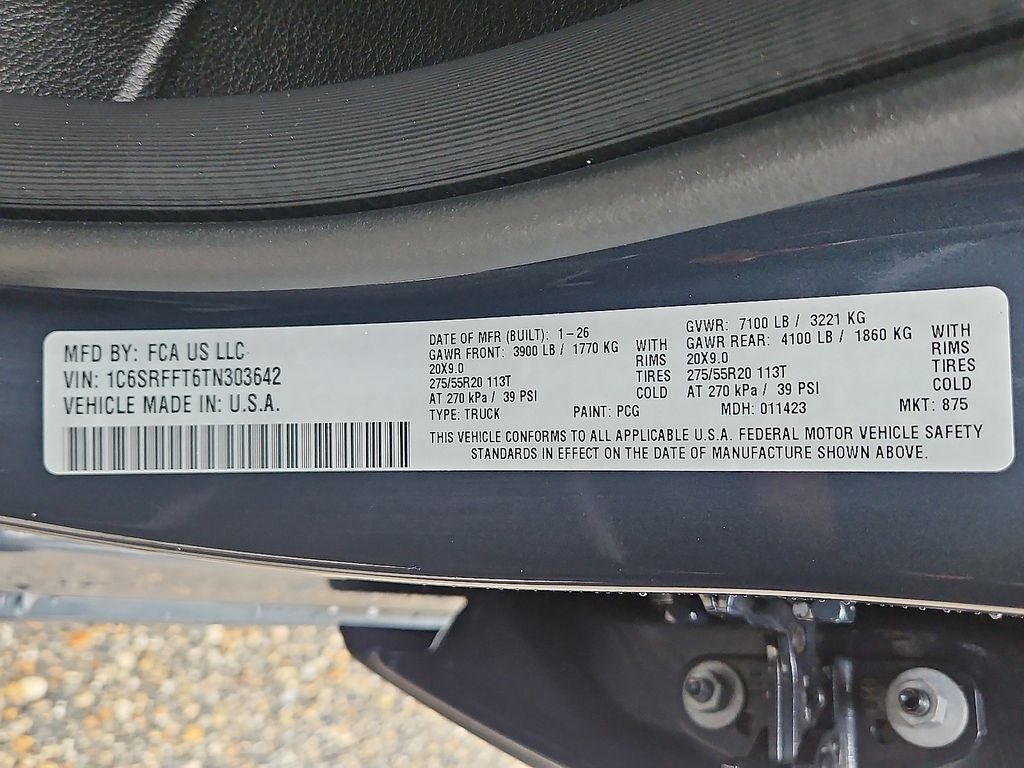 MFD BY: FCA US LLC
VIN: 1C6SRFFT6TN303642
VEHICLE MADE IN: U.S.A.
DATE OF MFR (BUILT): 1-26
GAWR FRONT: 3900 LB / 1770 KG WITH
20X9.0 RIMS
275/55R20 113T TIRES
AT 270 kPa / 39 PSI COLD
TYPE: TRUCK PAINT: PCG
GVWR: 7100 LB / 3221 KG
GAWR REAR: 4100 LB / 1860 KG WITH
20X9.0 RIMS
275/55R20 113T TIRES
AT 270 kPa / 39 PSI COLD
MDH: 011423 MKT: 875
THIS VEHICLE CONFORMS TO ALL APPLICABLE U.S.A. FEDERAL MOTOR VEHICLE SAFETY
STANDARDS IN EFFECT ON THE DATE OF MANUFACTURE SHOWN ABOVE.